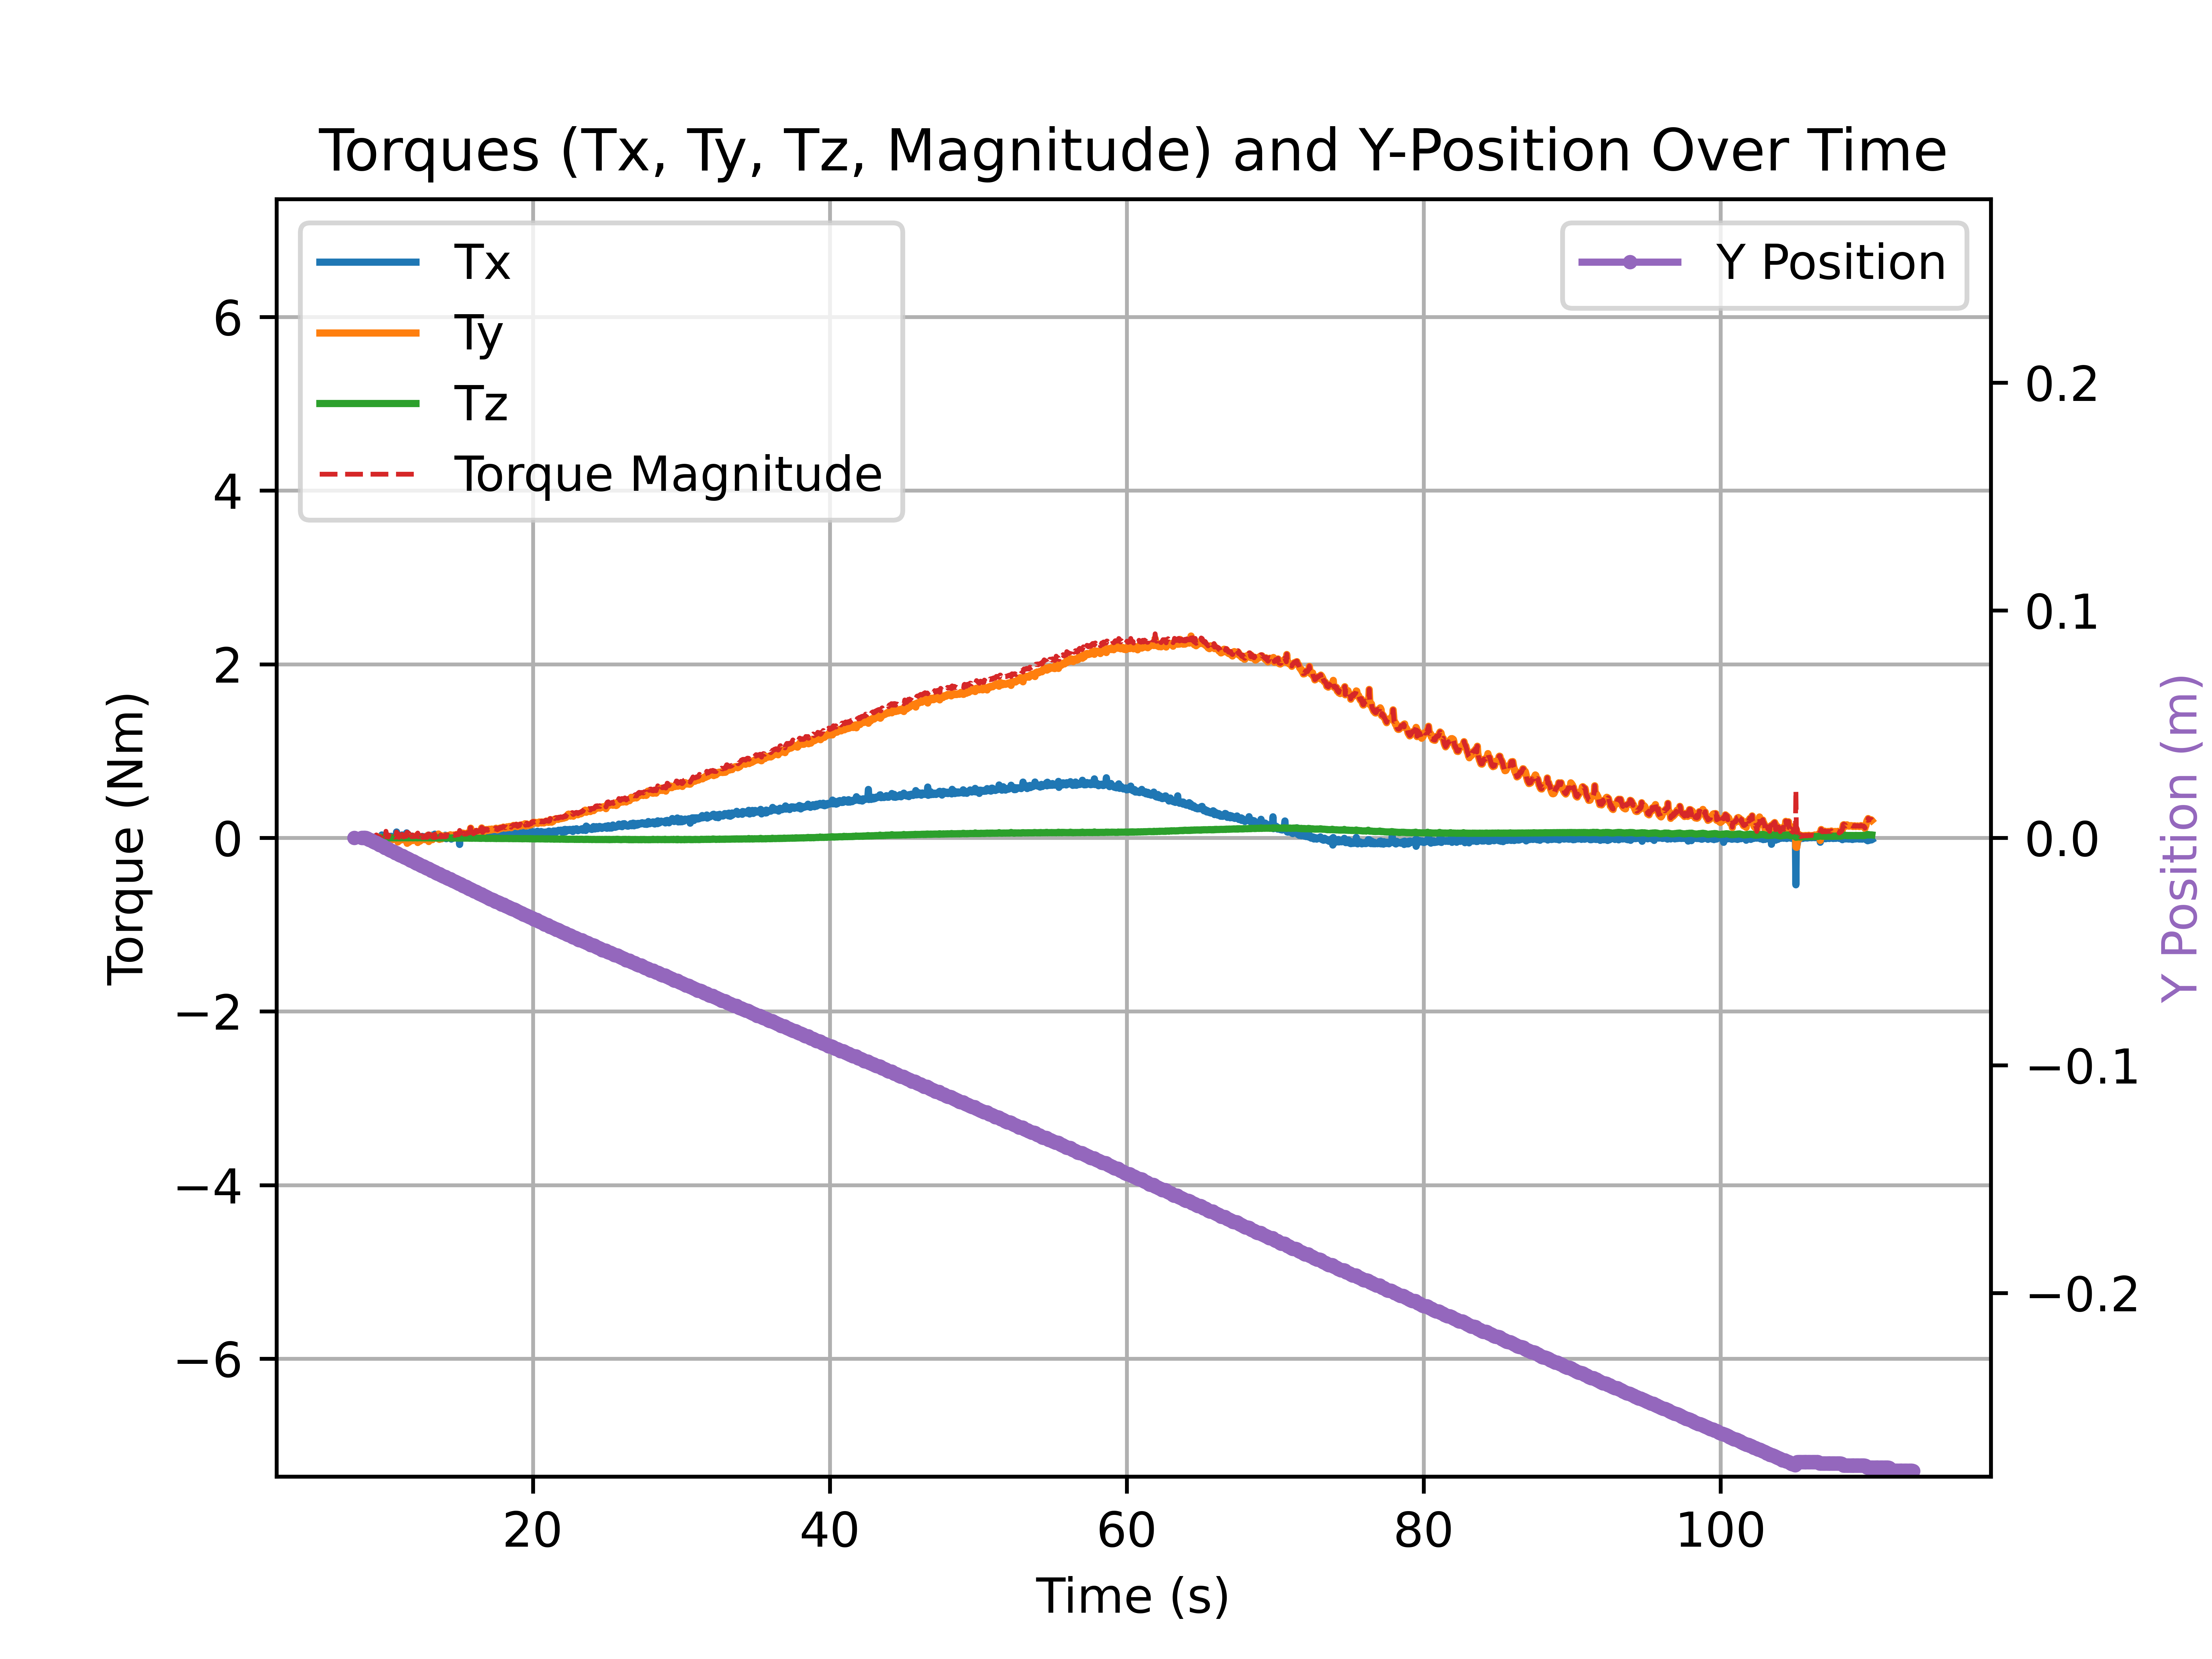 Torques (Tx, Ty, Tz, Magnitude) and Y-Position Over Time
Tx
Ty
Tz
Torque Magnitude
Y Position
6
4
2
0
−2
−4
−6
Torque (Nm)
0.2
0.1
0.0
−0.1
−0.2
Y Position (m)
20 40 60 80 100
Time (s)